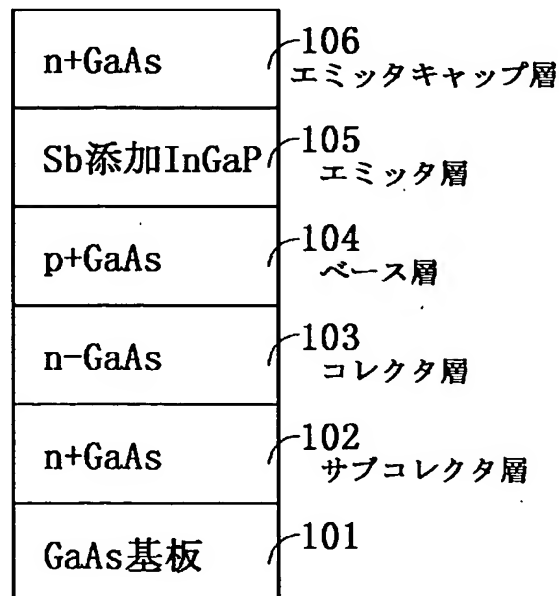 n+GaAs
106
エミッタキャップ層
Sb添加InGaP
105
エミッタ層
p+GaAs
104
ベース層
n-GaAs
103
コレクタ層
n+GaAs
102
サブコレクタ層
GaAs基板
101